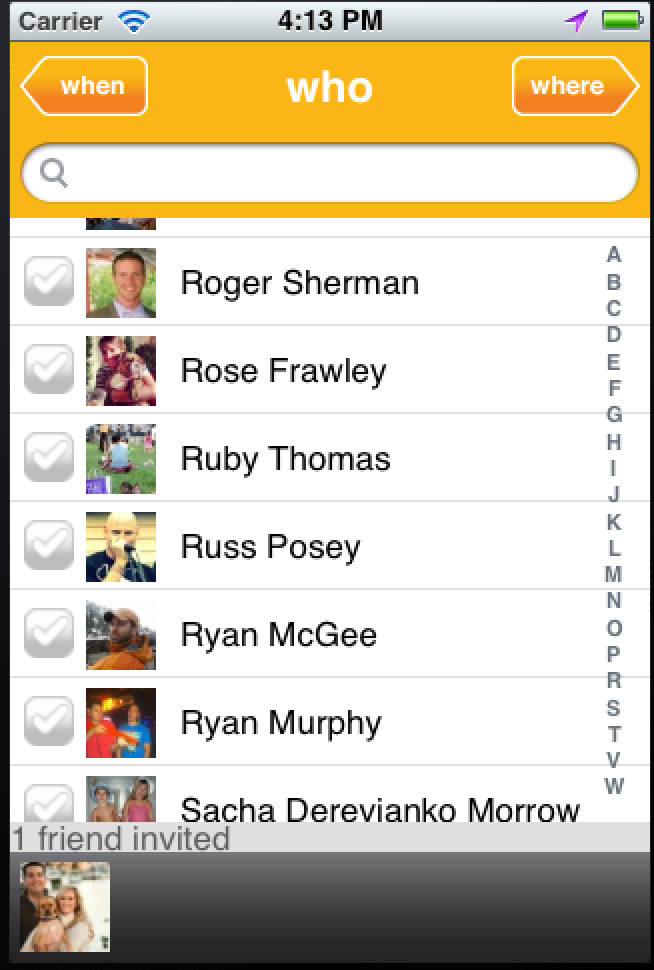 Carrier 4:13 PM
when who where
Roger Sherman
Rose Frawley
Ruby Thomas
Russ Posey
Ryan McGee
Ryan Murphy
Sacha Derevianko Morrow
A
B
C
D
E
F
G
H
I
J
K
L
M
N
O
P
R
S
T
V
W
1 friend invited